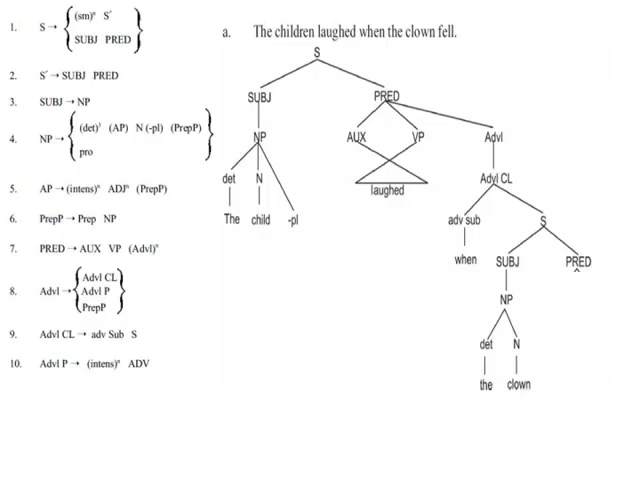 1. S → { (sm)ⁿ S´
SUBJ PRED }
2. S´ → SUBJ PRED
3. SUBJ → NP
4. NP → { (det)³ (AP) N (-pl) (PrepP)
pro }
5. AP → (intens)ⁿ ADJⁿ (PrepP)
6. PrepP → Prep NP
7. PRED → AUX VP (Advl)ⁿ
8. Advl → { Advl CL
Advl P
PrepP }
9. Advl CL → adv Sub S
10. Advl P → (intens)ⁿ ADV
a. The children laughed when the clown fell.
S
SUBJ PRED
NP AUX VP Advl
det N laughed Advl CL
The child -pl adv sub S
when SUBJ PRED
NP
det N
the clown